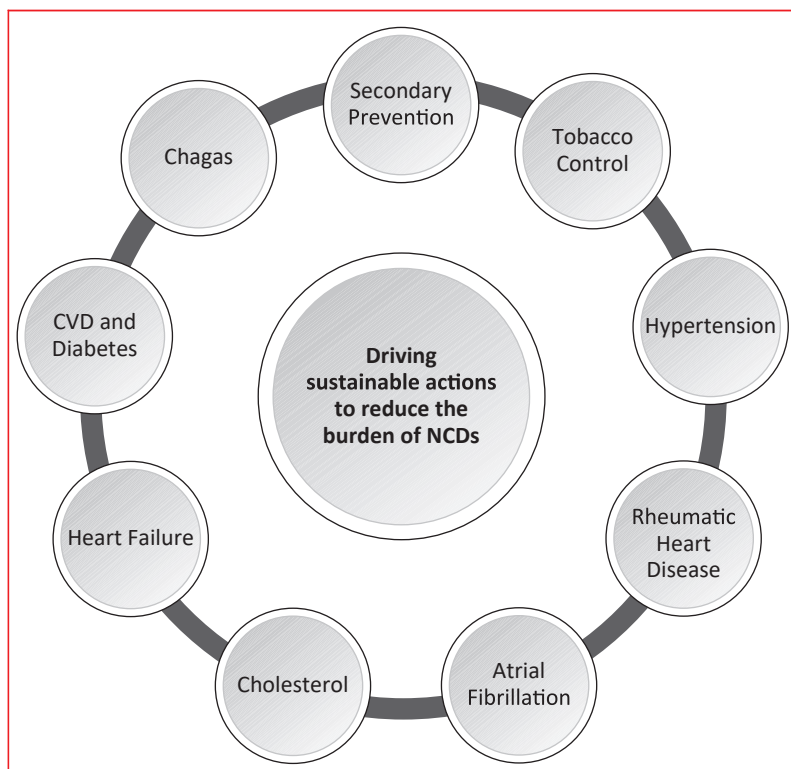 Secondary
Prevention
Tobacco
Control
Hypertension
Rheumatic
Heart
Disease
Atrial
Fibrillation
Cholesterol
Heart Failure
CVD and
Diabetes
Chagas
Driving
sustainable actions
to reduce the
burden of NCDs